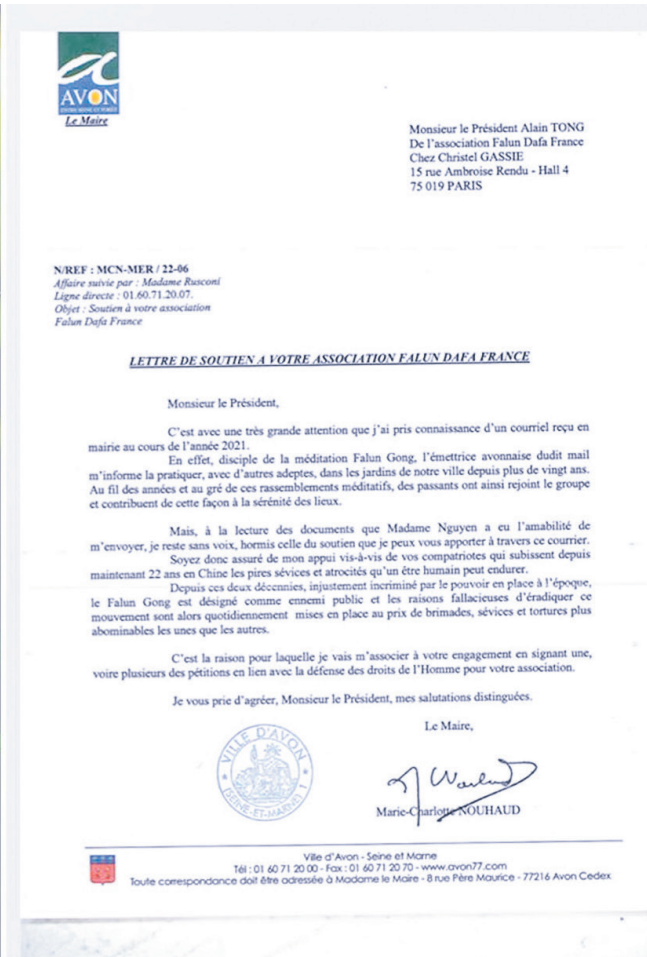 a
AVON
ENTRE SEINE ET FORÊT
Le Maire
Monsieur le Président Alain TONG
De l'association Falun Dafa France
Chez Christel GASSIE
15 rue Ambroise Rendu - Hall 4
75 019 PARIS
N/REF : MCN-MER / 22-06
Affaire suivie par : Madame Rusconi
Ligne directe : 01.60.71.20.07.
Objet : Soutien à votre association
Falun Dafa France
LETTRE DE SOUTIEN A VOTRE ASSOCIATION FALUN DAFA FRANCE
Monsieur le Président,
C'est avec une très grande attention que j'ai pris connaissance d'un courriel reçu en
mairie au cours de l'année 2021.
En effet, disciple de la méditation Falun Gong, l'émettrice avonnaise dudit mail
m'informe la pratiquer, avec d'autres adeptes, dans les jardins de notre ville depuis plus de vingt ans.
Au fil des années et au gré de ces rassemblements méditatifs, des passants ont ainsi rejoint le groupe
et contribuent de cette façon à la sérénité des lieux.
Mais, à la lecture des documents que Madame Nguyen a eu l'amabilité de
m'envoyer, je reste sans voix, hormis celle du soutien que je peux vous apporter à travers ce courrier.
Soyez donc assuré de mon appui vis-à-vis de vos compatriotes qui subissent depuis
maintenant 22 ans en Chine les pires sévices et atrocités qu'un être humain peut endurer.
Depuis ces deux décennies, injustement incriminé par le pouvoir en place à l'époque,
le Falun Gong est désigné comme ennemi public et les raisons fallacieuses d'éradiquer ce
mouvement sont alors quotidiennement mises en place au prix de brimades, sévices et tortures plus
abominables les unes que les autres.
C'est la raison pour laquelle je vais m'associer à votre engagement en signant une,
voire plusieurs des pétitions en lien avec la défense des droits de l'Homme pour votre association.
Je vous prie d'agréer, Monsieur le Président, mes salutations distinguées.
Le Maire,
VILLE D'AVON
(SEINE-ET-MARNE) 1
Marie-Charlotte NOUHAUD
Ville d'Avon - Seine et Marne
Tél : 01 60 71 20 00 - Fax : 01 60 71 20 70 - www.avon77.com
Toute correspondance doit être adressée à Madame le Maire - 8 rue Père Maurice - 77216 Avon Cedex